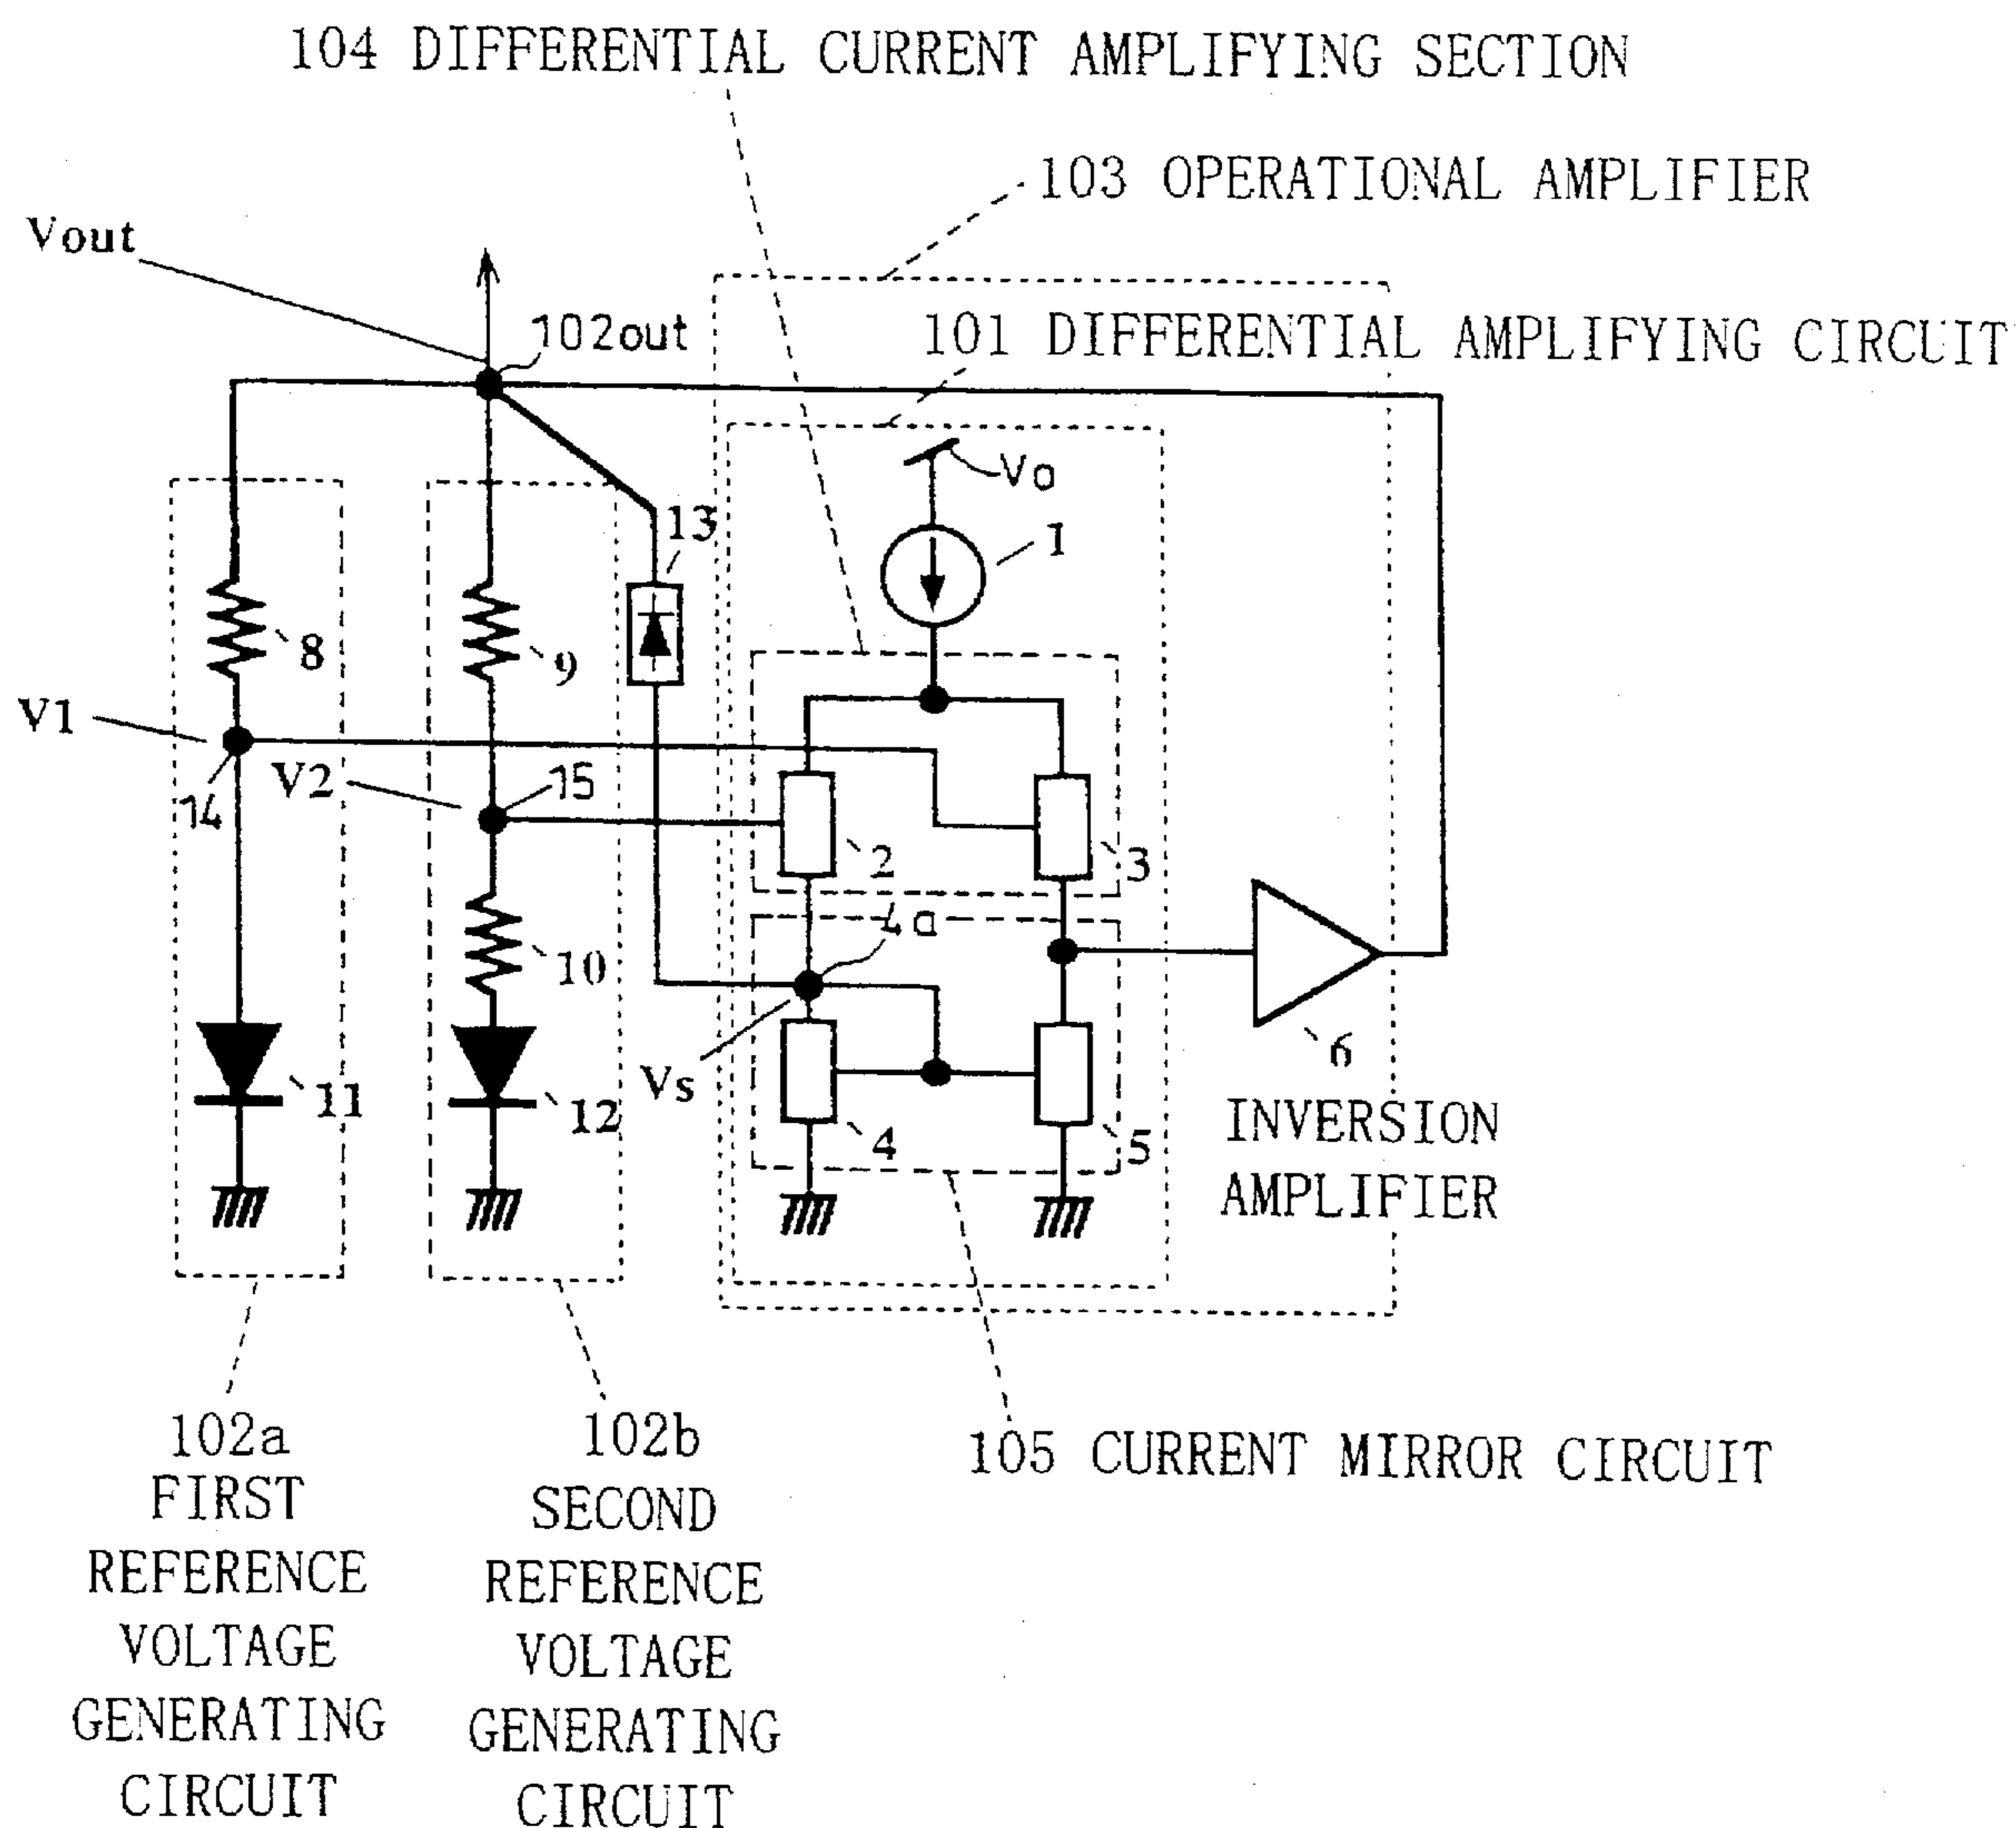 104 DIFFERENTIAL CURRENT AMPLIFYING SECTION
103 OPERATIONAL AMPLIFIER
Vout
102out
101 DIFFERENTIAL AMPLIFYING CIRCUIT
Vo
13
1
8
9
V1
V2
15
14
2
3
4a
10
Vs
6
11
12
4
5
INVERSION
AMPLIFIER
102a
FIRST
REFERENCE
VOLTAGE
GENERATING
CIRCUIT
102b
SECOND
REFERENCE
VOLTAGE
GENERATING
CIRCUIT
105 CURRENT MIRROR CIRCUIT